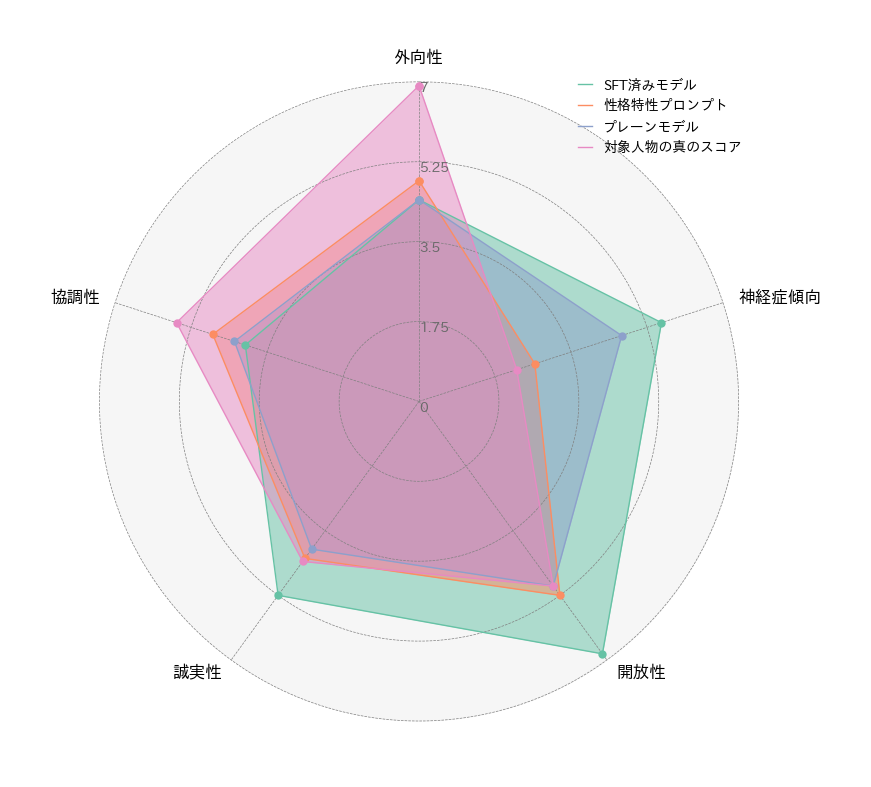 外向性
SFT済みモデル
性格特性プロンプト
プレーンモデル
対象人物の真のスコア
7
5.25
3.5
1.75
0
協調性
神経症傾向
誠実性
開放性